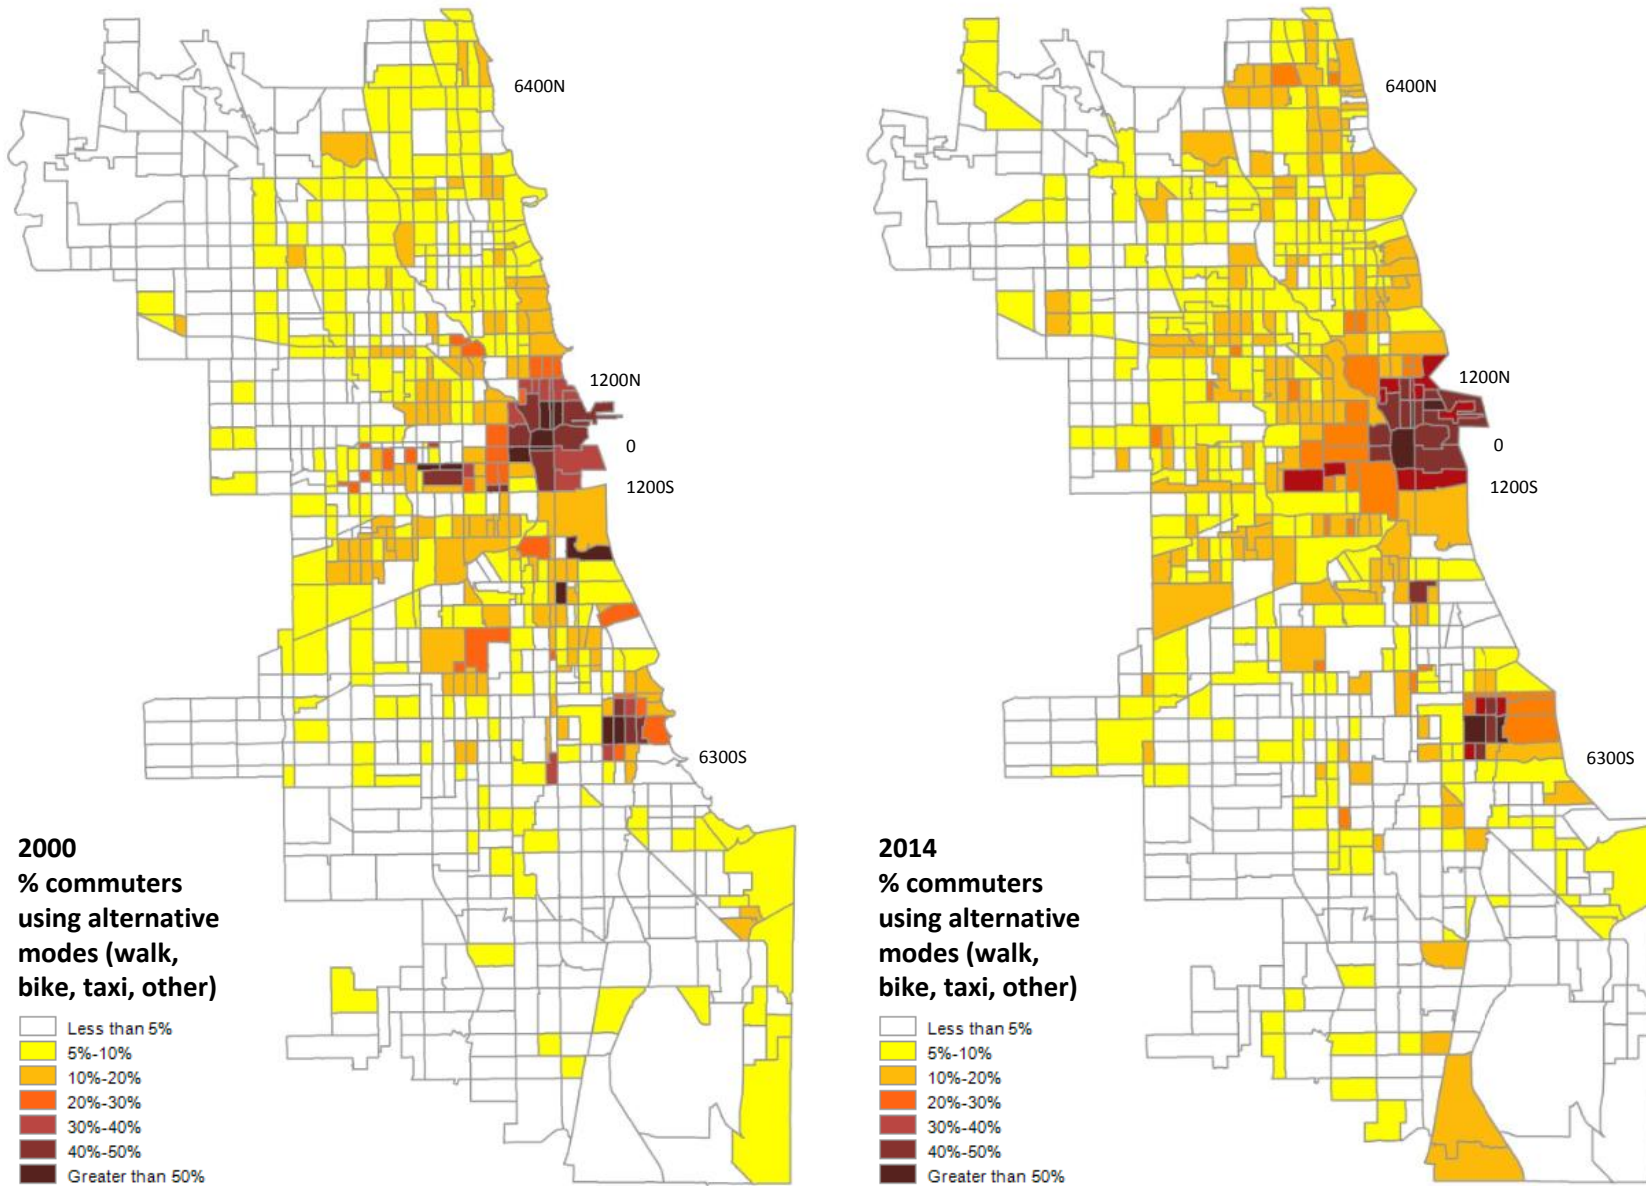 6400N
1200N
0
1200S
6300S
2000
% commuters
using alternative
modes (walk,
bike, taxi, other)
Less than 5%
5%-10%
10%-20%
20%-30%
30%-40%
40%-50%
Greater than 50%
6400N
1200N
0
1200S
6300S
2014
% commuters
using alternative
modes (walk,
bike, taxi, other)
Less than 5%
5%-10%
10%-20%
20%-30%
30%-40%
40%-50%
Greater than 50%